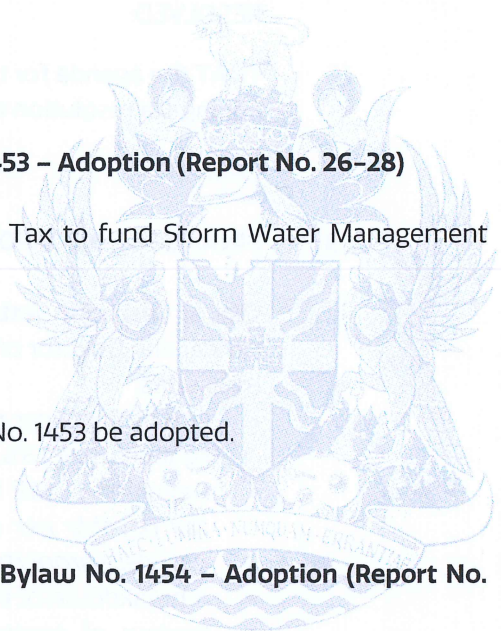 53 – Adoption (Report No. 26–28)
Tax to fund Storm Water Management
No. 1453 be adopted.
Bylaw No. 1454 – Adoption (Report No.